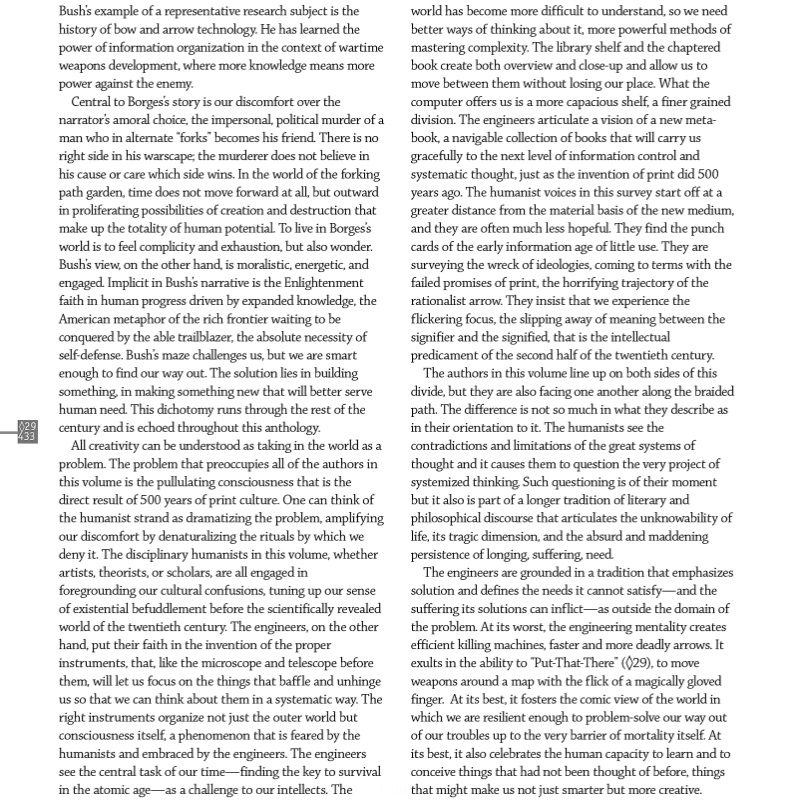 Bush's example of a representative research subject is the
history of bow and arrow technology. He has learned the
power of information organization in the context of wartime
weapons development, where more knowledge means more
power against the enemy.
Central to Borges's story is our discomfort over the
narrator's amoral choice, the impersonal, political murder of a
man who in alternate "forks" becomes his friend. There is no
right side in his warscape; the murderer does not believe in
his cause or care which side wins. In the world of the forking
path garden, time does not move forward at all, but outward
in proliferating possibilities of creation and destruction that
make up the totality of human potential. To live in Borges's
world is to feel complicity and exhaustion, but also wonder.
Bush's view, on the other hand, is moralistic, energetic, and
engaged. Implicit in Bush's narrative is the Enlightenment
faith in human progress driven by expanded knowledge, the
American metaphor of the rich frontier waiting to be
conquered by the able trailblazer, the absolute necessity of
self-defense. Bush's maze challenges us, but we are smart
enough to find our way out. The solution lies in building
something, in making something new that will better serve
human need. This dichotomy runs through the rest of the
century and is echoed throughout this anthology.
All creativity can be understood as taking in the world as a
problem. The problem that preoccupies all of the authors in
this volume is the pullulating consciousness that is the
direct result of 500 years of print culture. One can think of
the humanist strand as dramatizing the problem, amplifying
our discomfort by denaturalizing the rituals by which we
deny it. The disciplinary humanists in this volume, whether
artists, theorists, or scholars, are all engaged in
foregrounding our cultural confusions, tuning up our sense
of existential befuddlement before the scientifically revealed
world of the twentieth century. The engineers, on the other
hand, put their faith in the invention of the proper
instruments, that, like the microscope and telescope before
them, will let us focus on the things that baffle and unhinge
us so that we can think about them in a systematic way. The
right instruments organize not just the outer world but
consciousness itself, a phenomenon that is feared by the
humanists and embraced by the engineers. The engineers
see the central task of our time—finding the key to survival
in the atomic age—as a challenge to our intellects. The
◊29
433
world has become more difficult to understand, so we need
better ways of thinking about it, more powerful methods of
mastering complexity. The library shelf and the chaptered
book create both overview and close-up and allow us to
move between them without losing our place. What the
computer offers us is a more capacious shelf, a finer grained
division. The engineers articulate a vision of a new meta-
book, a navigable collection of books that will carry us
gracefully to the next level of information control and
systematic thought, just as the invention of print did 500
years ago. The humanist voices in this survey start off at a
greater distance from the material basis of the new medium,
and they are often much less hopeful. They find the punch
cards of the early information age of little use. They are
surveying the wreck of ideologies, coming to terms with the
failed promises of print, the horrifying trajectory of the
rationalist arrow. They insist that we experience the
flickering focus, the slipping away of meaning between the
signifier and the signified, that is the intellectual
predicament of the second half of the twentieth century.
The authors in this volume line up on both sides of this
divide, but they are also facing one another along the braided
path. The difference is not so much in what they describe as
in their orientation to it. The humanists see the
contradictions and limitations of the great systems of
thought and it causes them to question the very project of
systemized thinking. Such questioning is of their moment
but it also is part of a longer tradition of literary and
philosophical discourse that articulates the unknowability of
life, its tragic dimension, and the absurd and maddening
persistence of longing, suffering, need.
The engineers are grounded in a tradition that emphasizes
solution and defines the needs it cannot satisfy—and the
suffering its solutions can inflict—as outside the domain of
the problem. At its worst, the engineering mentality creates
efficient killing machines, faster and more deadly arrows. It
exults in the ability to "Put-That-There" (◊29), to move
weapons around a map with the flick of a magically gloved
finger. At its best, it fosters the comic view of the world in
which we are resilient enough to problem-solve our way out
of our troubles up to the very barrier of mortality itself. At
its best, it also celebrates the human capacity to learn and to
conceive things that had not been thought of before, things
that might make us not just smarter but more creative.